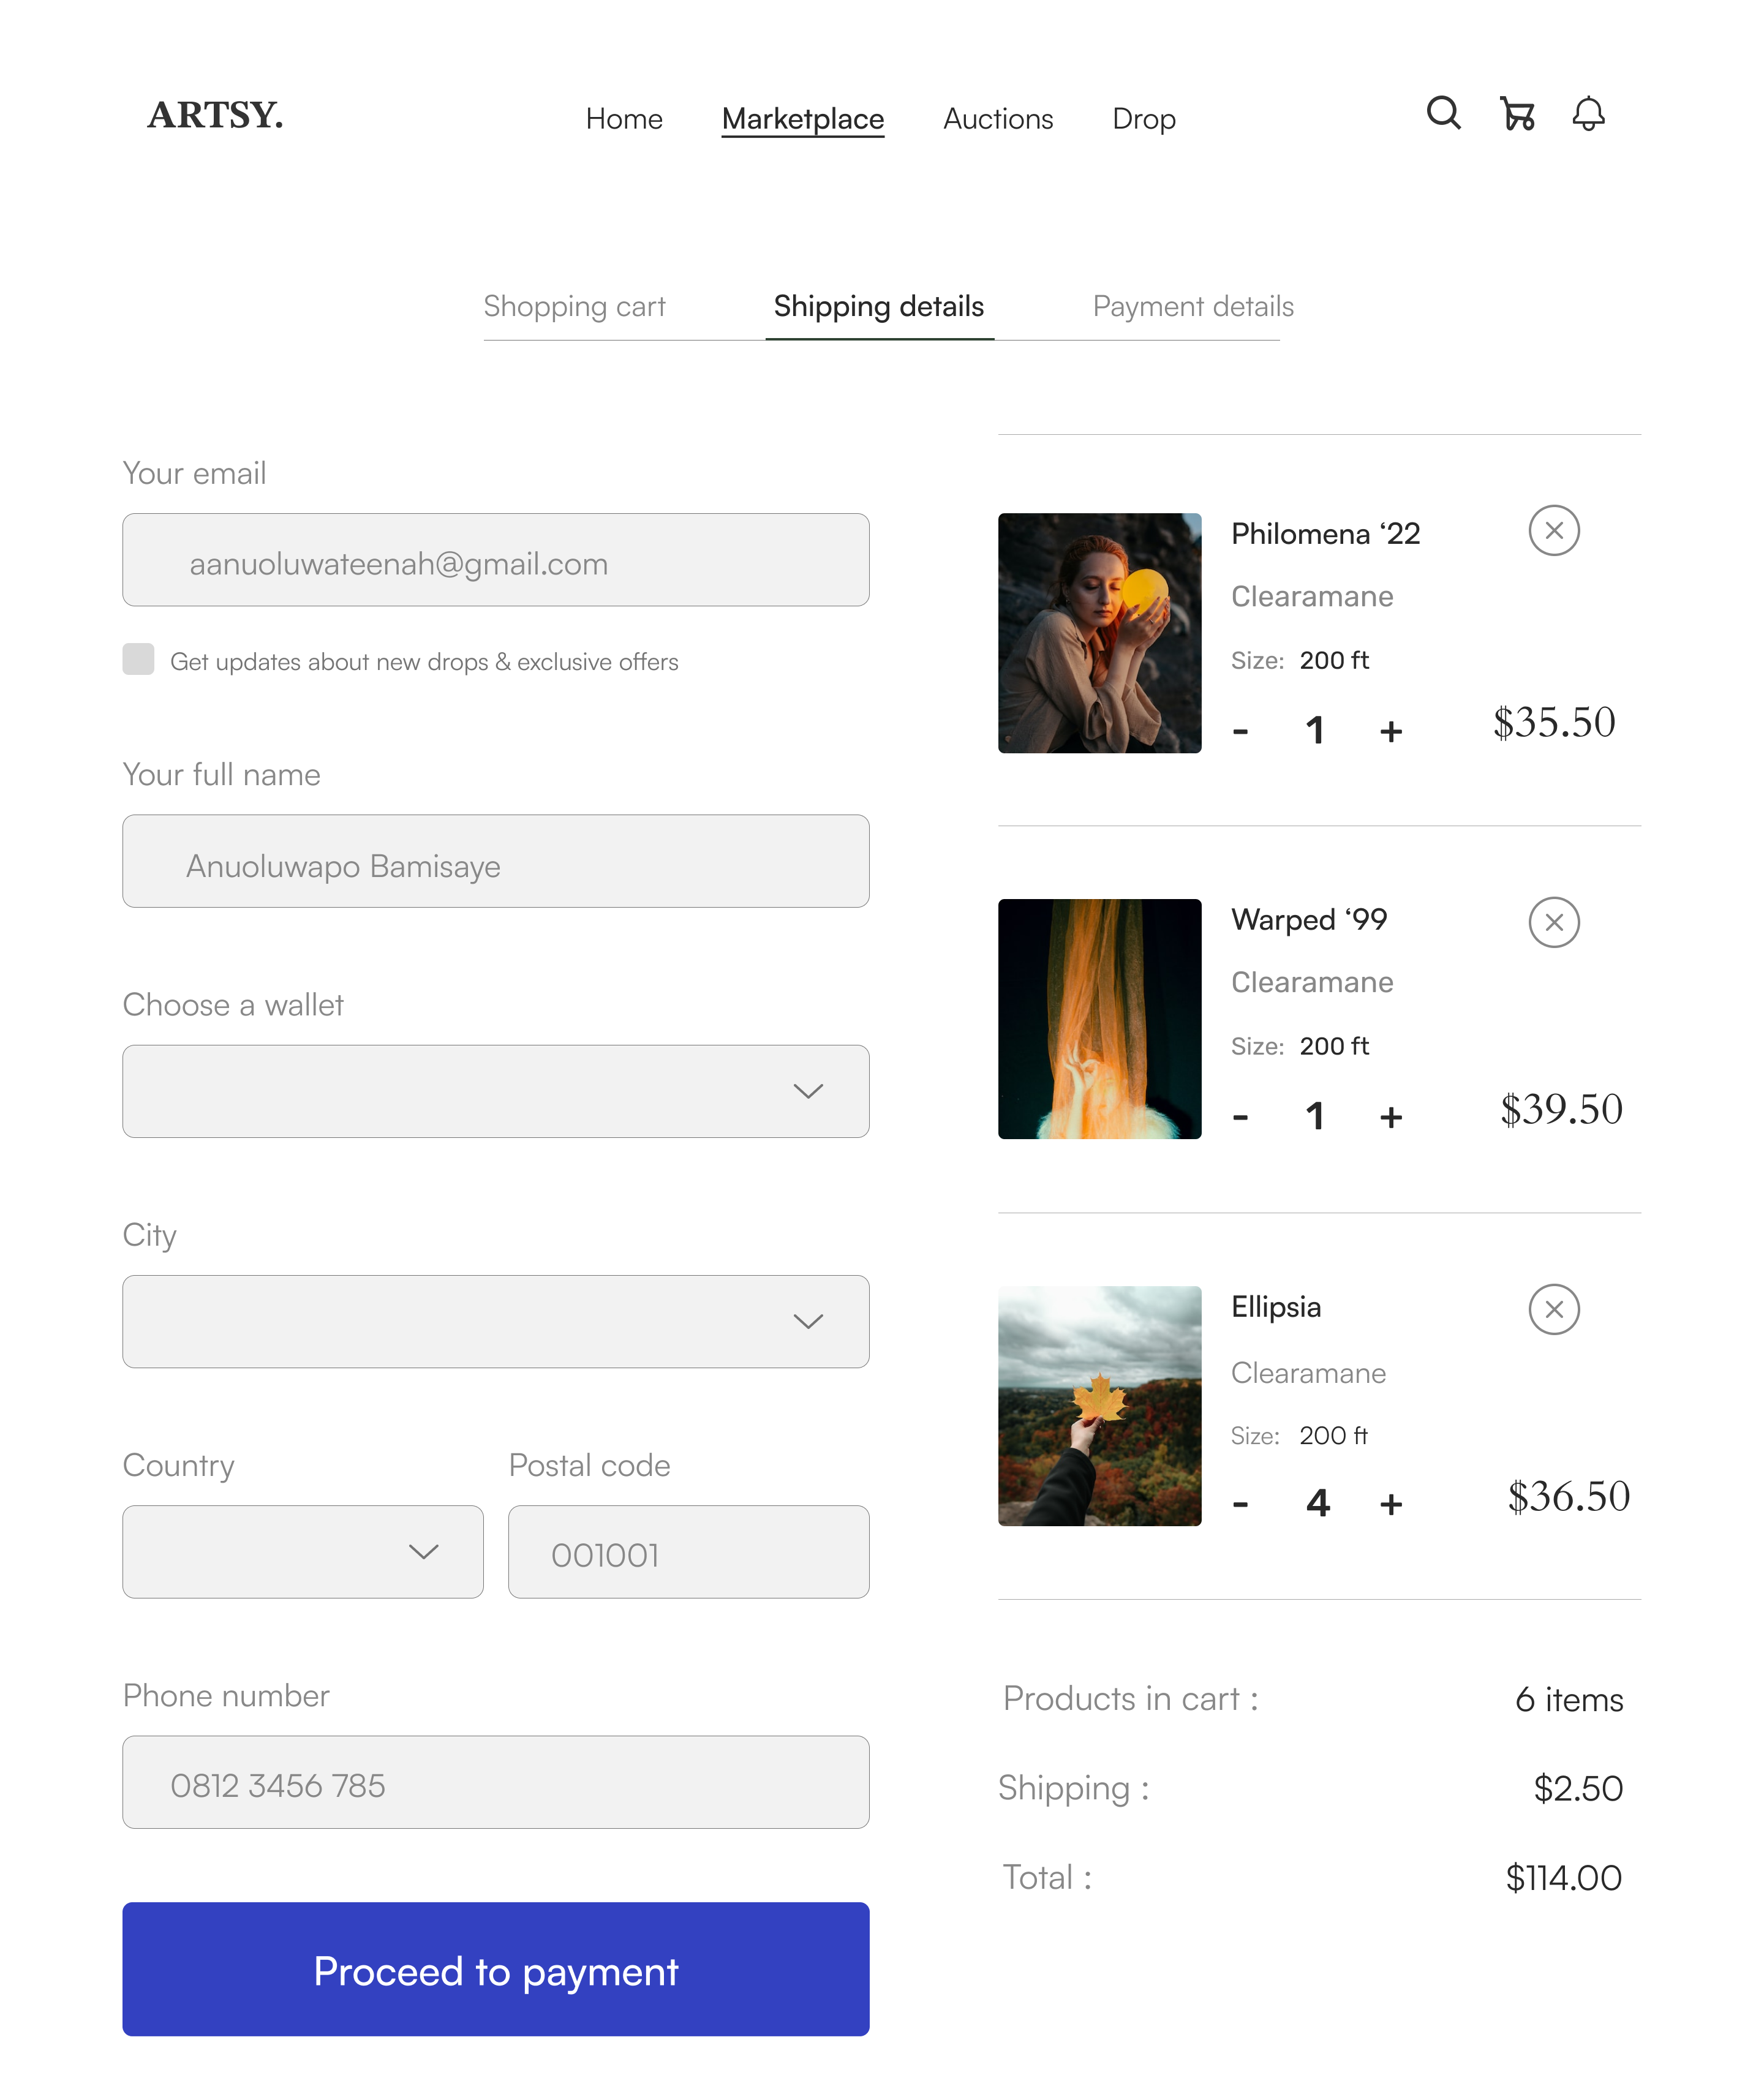 ARTSY.
Home Marketplace Auctions Drop
Shopping cart Shipping details Payment details
Your email
aanuoluwateenah@gmail.com
Get updates about new drops & exclusive offers
Your full name
Anuoluwapo Bamisaye
Choose a wallet
City
Country Postal code
001001
Phone number
0812 3456 785
Proceed to payment
Philomena ‘22
Clearamane
Size: 200 ft
- 1 + $35.50
Warped ‘99
Clearamane
Size: 200 ft
- 1 + $39.50
Ellipsia
Clearamane
Size: 200 ft
- 4 + $36.50
Products in cart : 6 items
Shipping : $2.50
Total : $114.00